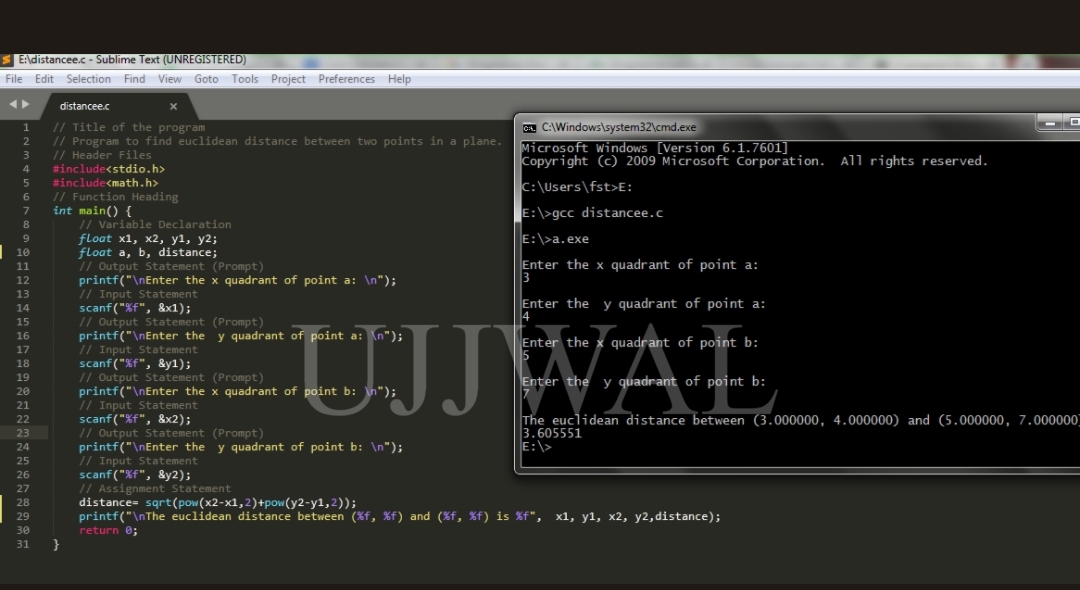 E:\distancee.c - Sublime Text (UNREGISTERED)
File Edit Selection Find View Goto Tools Project Preferences Help
distancee.c
1 // Title of the program
2 // Program to find euclidean distance between two points in a plane.
3 // Header Files
4 #include<stdio.h>
5 #include<math.h>
6 // Function Heading
7 int main() {
8 // Variable Declaration
9 float x1, x2, y1, y2;
10 float a, b, distance;
11 // Output Statement (Prompt)
12 printf("\nEnter the x quadrant of point a: \n");
13 // Input Statement
14 scanf("%f", &x1);
15 // Output Statement (Prompt)
16 printf("\nEnter the  y quadrant of point a: \n");
17 // Input Statement
18 scanf("%f", &y1);
19 // Output Statement (Prompt)
20 printf("\nEnter the x quadrant of point b: \n");
21 // Input Statement
22 scanf("%f", &x2);
23 // Output Statement (Prompt)
24 printf("\nEnter the  y quadrant of point b: \n");
25 // Input Statement
26 scanf("%f", &y2);
27 // Assignment Statement
28 distance= sqrt(pow(x2-x1,2)+pow(y2-y1,2));
29 printf("\nThe euclidean distance between (%f, %f) and (%f, %f) is %f",  x1, y1, x2, y2,distance);
30 return 0;
31 }
C:\Windows\system32\cmd.exe
Microsoft Windows [Version 6.1.7601]
Copyright (c) 2009 Microsoft Corporation.  All rights reserved.
C:\Users\fst>E:
E:\>gcc distancee.c
E:\>a.exe
Enter the x quadrant of point a:
3
Enter the  y quadrant of point a:
4
Enter the x quadrant of point b:
5
Enter the  y quadrant of point b:
7
The euclidean distance between (3.000000, 4.000000) and (5.000000, 7.000000)
3.605551
E:\>
UJJWAL